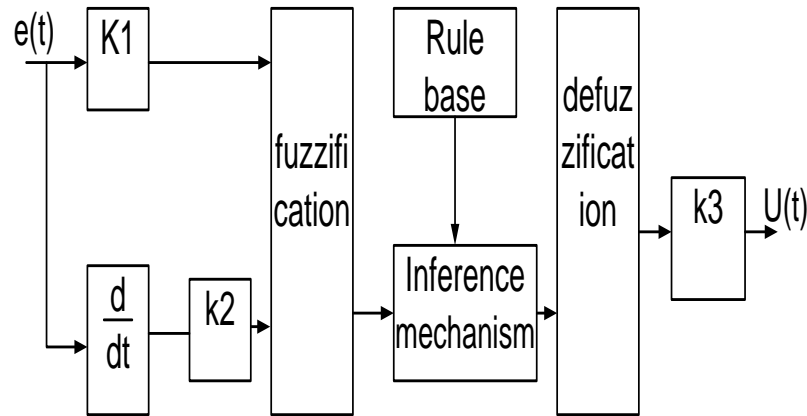 e(t)
K1
fuzzifi
cation
Rule
base
defuz
zificat
ion
k3
U(t)
d
dt
k2
Inference
mechanism